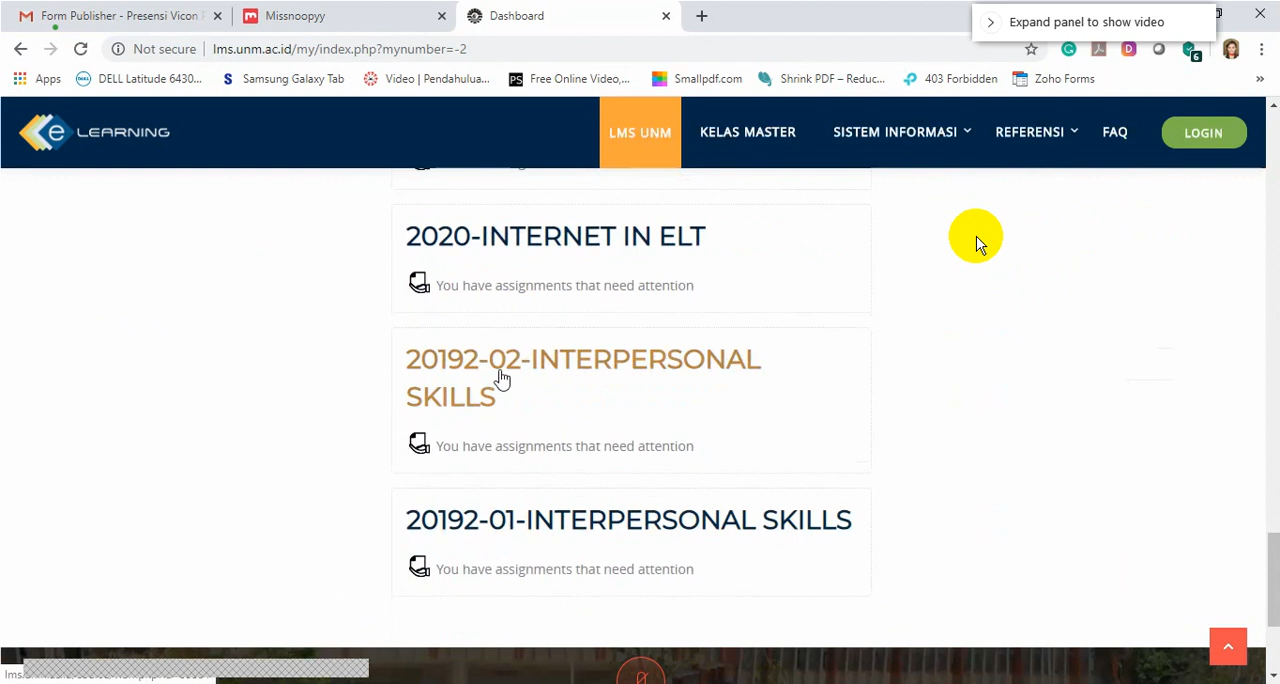 Form Publisher - Presensi Vicon
Missnoopyy
Dashboard
Expand panel to show video
Not secure lms.unm.ac.id/my/index.php?mynumber=-2
6
Apps
DELL Latitude 6430...
Samsung Galaxy Tab
Video | Pendahulua...
Free Online Video,...
Smallpdf.com
Shrink PDF – Reduc...
403 Forbidden
Zoho Forms
»
e LEARNING
LMS UNM
KELAS MASTER
SISTEM INFORMASI
REFERENSI
FAQ
LOGIN
2020-INTERNET IN ELT
You have assignments that need attention
20192-02-INTERPERSONAL
SKILLS
You have assignments that need attention
20192-01-INTERPERSONAL SKILLS
You have assignments that need attention